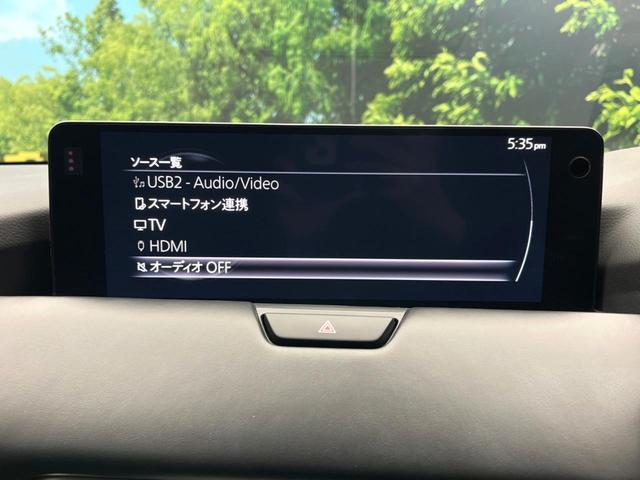 5:35pm
ソース一覧
USB2 - Audio/Video
スマートフォン連携
TV
HDMI
オーディオ OFF